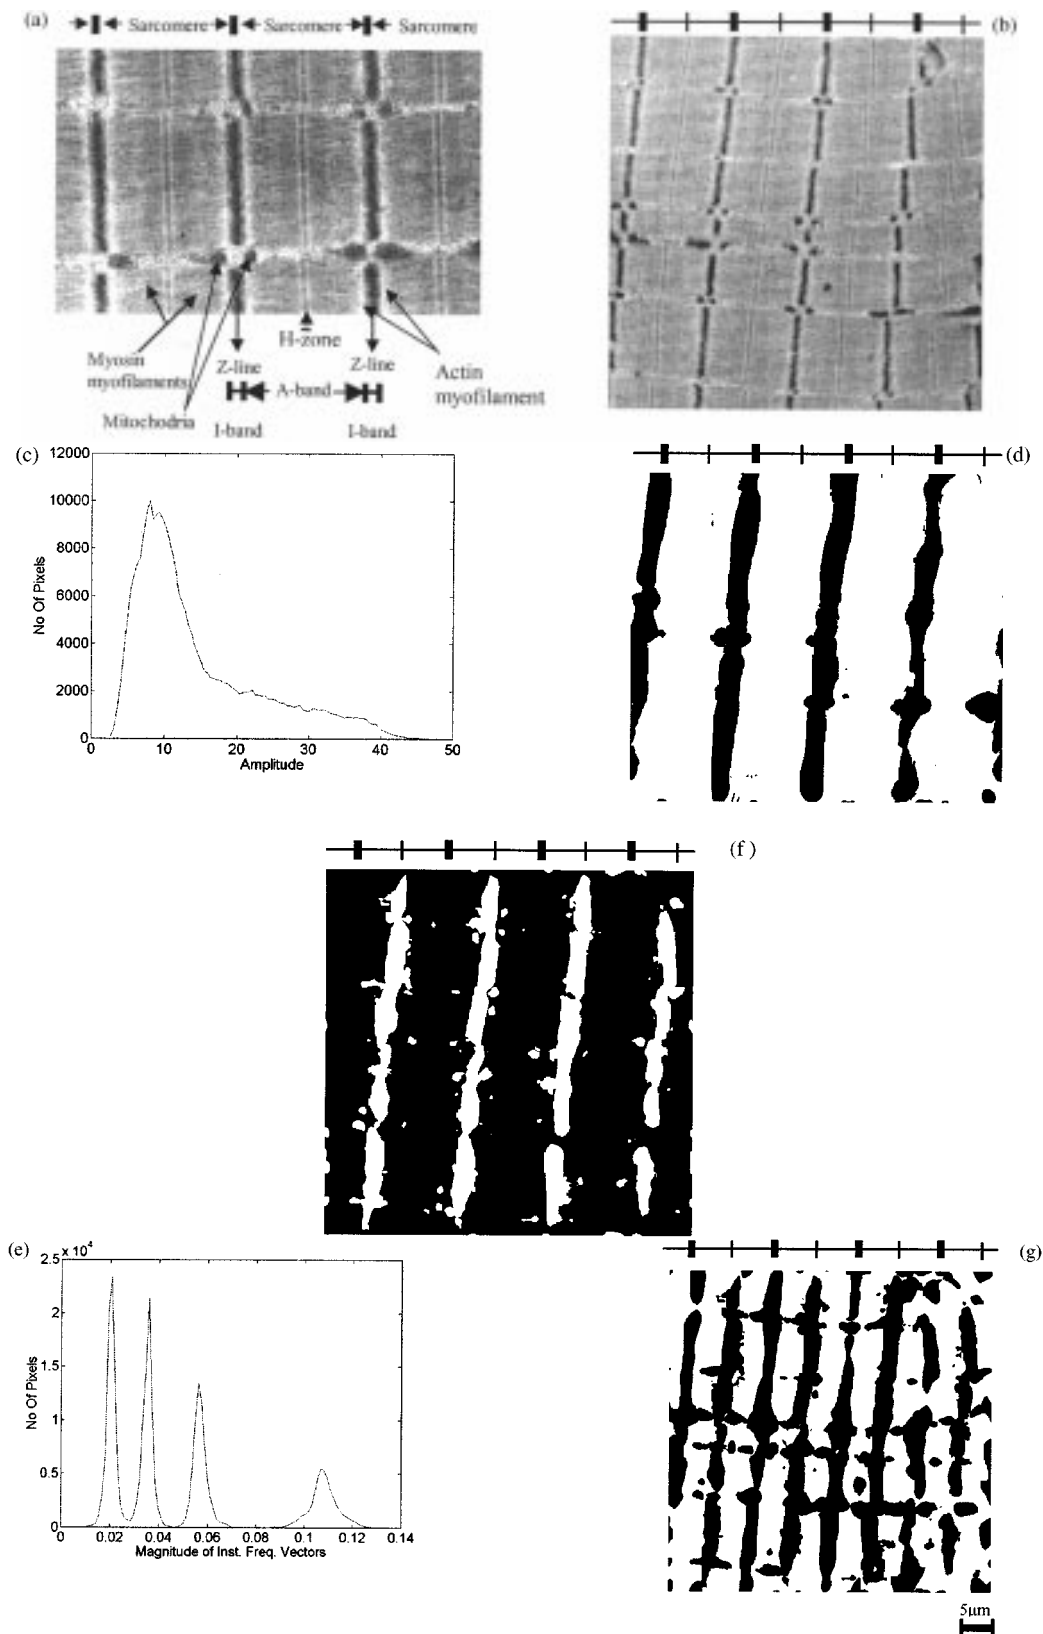 (a)
Sarcomere
Sarcomere
Sarcomere
(b)
H-zone
Myosin
myofilaments
Mitochodria
Z-line
Z-line
A-band
I-band
I-band
Actin
myofilament
(c)
12000
10000
8000
6000
4000
2000
0
No Of Pixels
0 10 20 30 40 50
Amplitude
(d)
(f )
(e)
2.5 x 10^4
2
1.5
1
0.5
0
No Of Pixels
0 0.02 0.04 0.06 0.08 0.1 0.12 0.14
Magnitude of Inst. Freq. Vectors
(g)
5µm